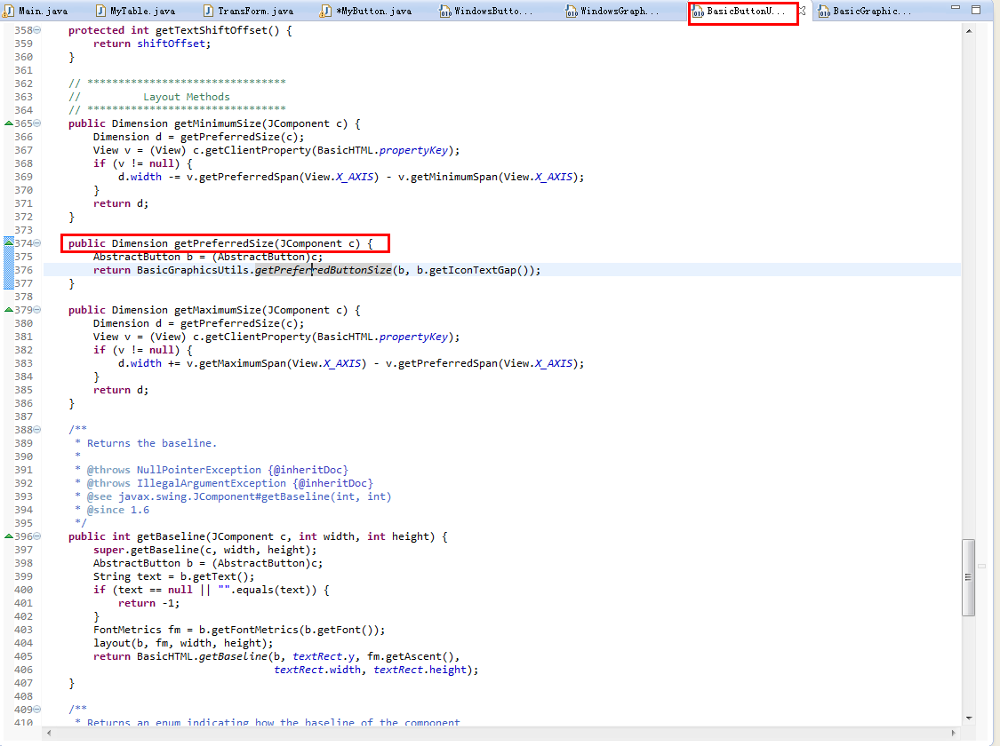 Main.java MyTable.java TransForm.java *MyButton.java WindowsButto... WindowsGraph... BasicButtonU... BasicGraphic...
358 protected int getTextShiftOffset() {
359 return shiftOffset;
360 }
361
362 // ********************************
363 // Layout Methods
364 // ********************************
365 public Dimension getMinimumSize(JComponent c) {
366 Dimension d = getPreferredSize(c);
367 View v = (View) c.getClientProperty(BasicHTML.propertyKey);
368 if (v != null) {
369 d.width -= v.getPreferredSpan(View.X_AXIS) - v.getMinimumSpan(View.X_AXIS);
370 }
371 return d;
372 }
373
374 public Dimension getPreferredSize(JComponent c) {
375 AbstractButton b = (AbstractButton)c;
376 return BasicGraphicsUtils.getPreferredButtonSize(b, b.getIconTextGap());
377 }
378
379 public Dimension getMaximumSize(JComponent c) {
380 Dimension d = getPreferredSize(c);
381 View v = (View) c.getClientProperty(BasicHTML.propertyKey);
382 if (v != null) {
383 d.width += v.getMaximumSpan(View.X_AXIS) - v.getPreferredSpan(View.X_AXIS);
384 }
385 return d;
386 }
387
388 /**
389 * Returns the baseline.
390 *
391 * @throws NullPointerException {@inheritDoc}
392 * @throws IllegalArgumentException {@inheritDoc}
393 * @see javax.swing.JComponent#getBaseline(int, int)
394 * @since 1.6
395 */
396 public int getBaseline(JComponent c, int width, int height) {
397 super.getBaseline(c, width, height);
398 AbstractButton b = (AbstractButton)c;
399 String text = b.getText();
400 if (text == null || "".equals(text)) {
401 return -1;
402 }
403 FontMetrics fm = b.getFontMetrics(b.getFont());
404 layout(b, fm, width, height);
405 return BasicHTML.getBaseline(b, textRect.y, fm.getAscent(),
406 textRect.width, textRect.height);
407 }
408
409 /**
410 * Returns an enum indicating how the baseline of the component